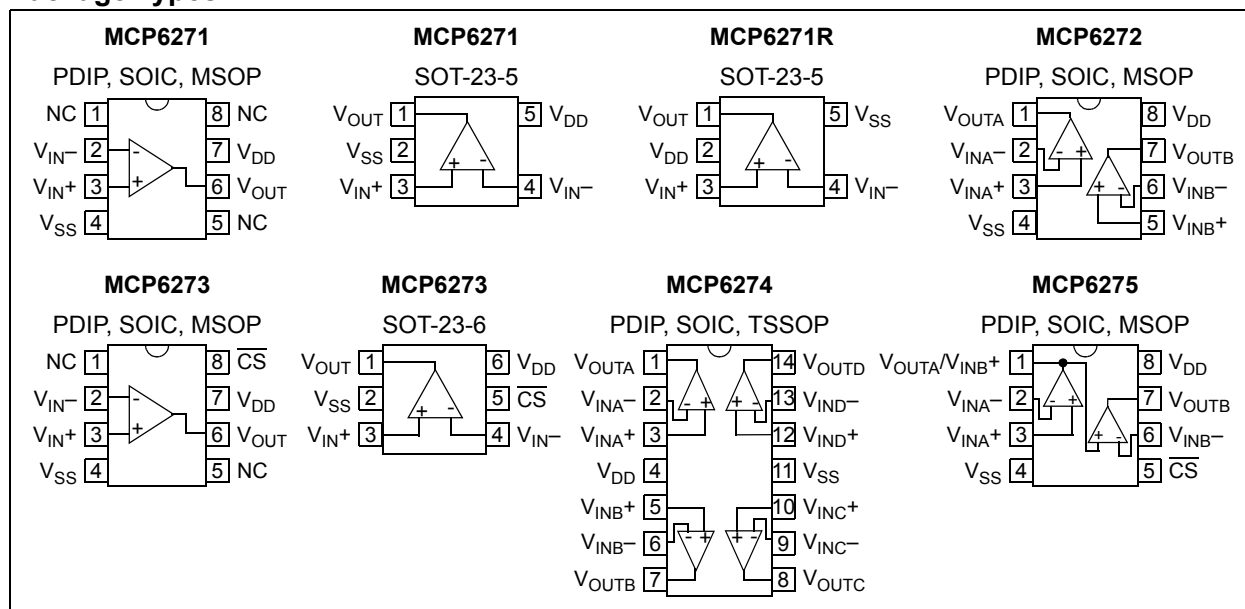 MCP6271
PDIP, SOIC, MSOP
NC 1
8 NC
VIN– 2
7 VDD
VIN+ 3
6 VOUT
VSS 4
5 NC
-
+
MCP6271
SOT-23-5
VOUT 1
5 VDD
VSS 2
VIN+ 3
4 VIN–
+ -
MCP6271R
SOT-23-5
VOUT 1
5 VSS
VDD 2
VIN+ 3
4 VIN–
+ -
MCP6272
PDIP, SOIC, MSOP
VOUTA 1
8 VDD
VINA– 2
7 VOUTB
VINA+ 3
6 VINB–
VSS 4
5 VINB+
- +
+ -
MCP6273
PDIP, SOIC, MSOP
NC 1
8 CS
VIN– 2
7 VDD
VIN+ 3
6 VOUT
VSS 4
5 NC
-
+
MCP6273
SOT-23-6
VOUT 1
6 VDD
VSS 2
5 CS
VIN+ 3
4 VIN–
+ -
MCP6274
PDIP, SOIC, TSSOP
VOUTA 1
14 VOUTD
VINA– 2
13 VIND–
VINA+ 3
12 VIND+
VDD 4
11 VSS
VINB+ 5
10 VINC+
VINB– 6
9 VINC–
VOUTB 7
8 VOUTC
- +
+ -
- +
+ -
MCP6275
PDIP, SOIC, MSOP
VOUTA/VINB+ 1
8 VDD
VINA– 2
7 VOUTB
VINA+ 3
6 VINB–
VSS 4
5 CS
- +
+ -